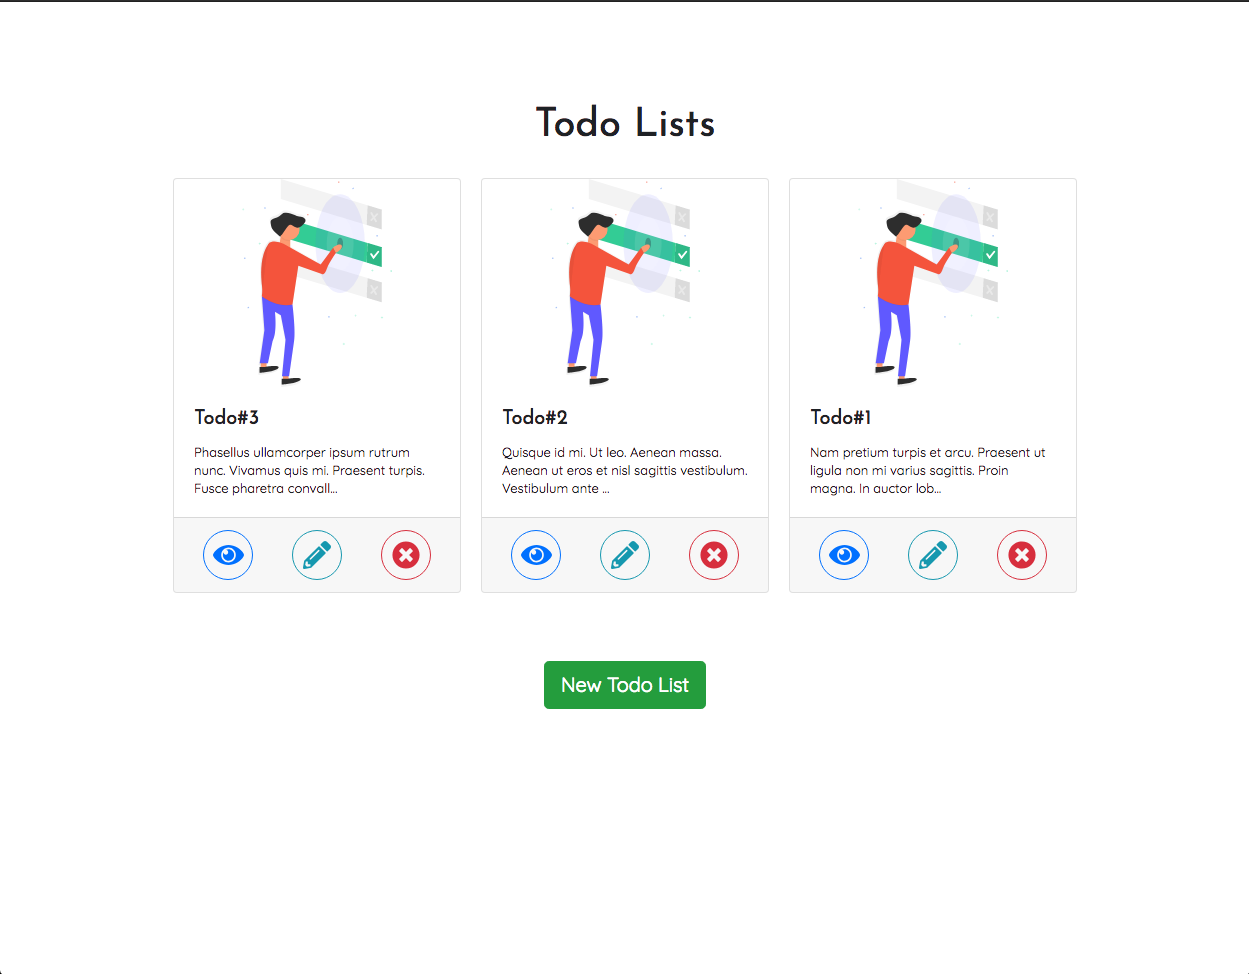 Todo Lists
Todo#3
Phasellus ullamcorper ipsum rutrum
nunc. Vivamus quis mi. Praesent turpis.
Fusce pharetra convall...
Todo#2
Quisque id mi. Ut leo. Aenean massa.
Aenean ut eros et nisl sagittis vestibulum.
Vestibulum ante ...
Todo#1
Nam pretium turpis et arcu. Praesent ut
ligula non mi varius sagittis. Proin
magna. In auctor lob...
New Todo List